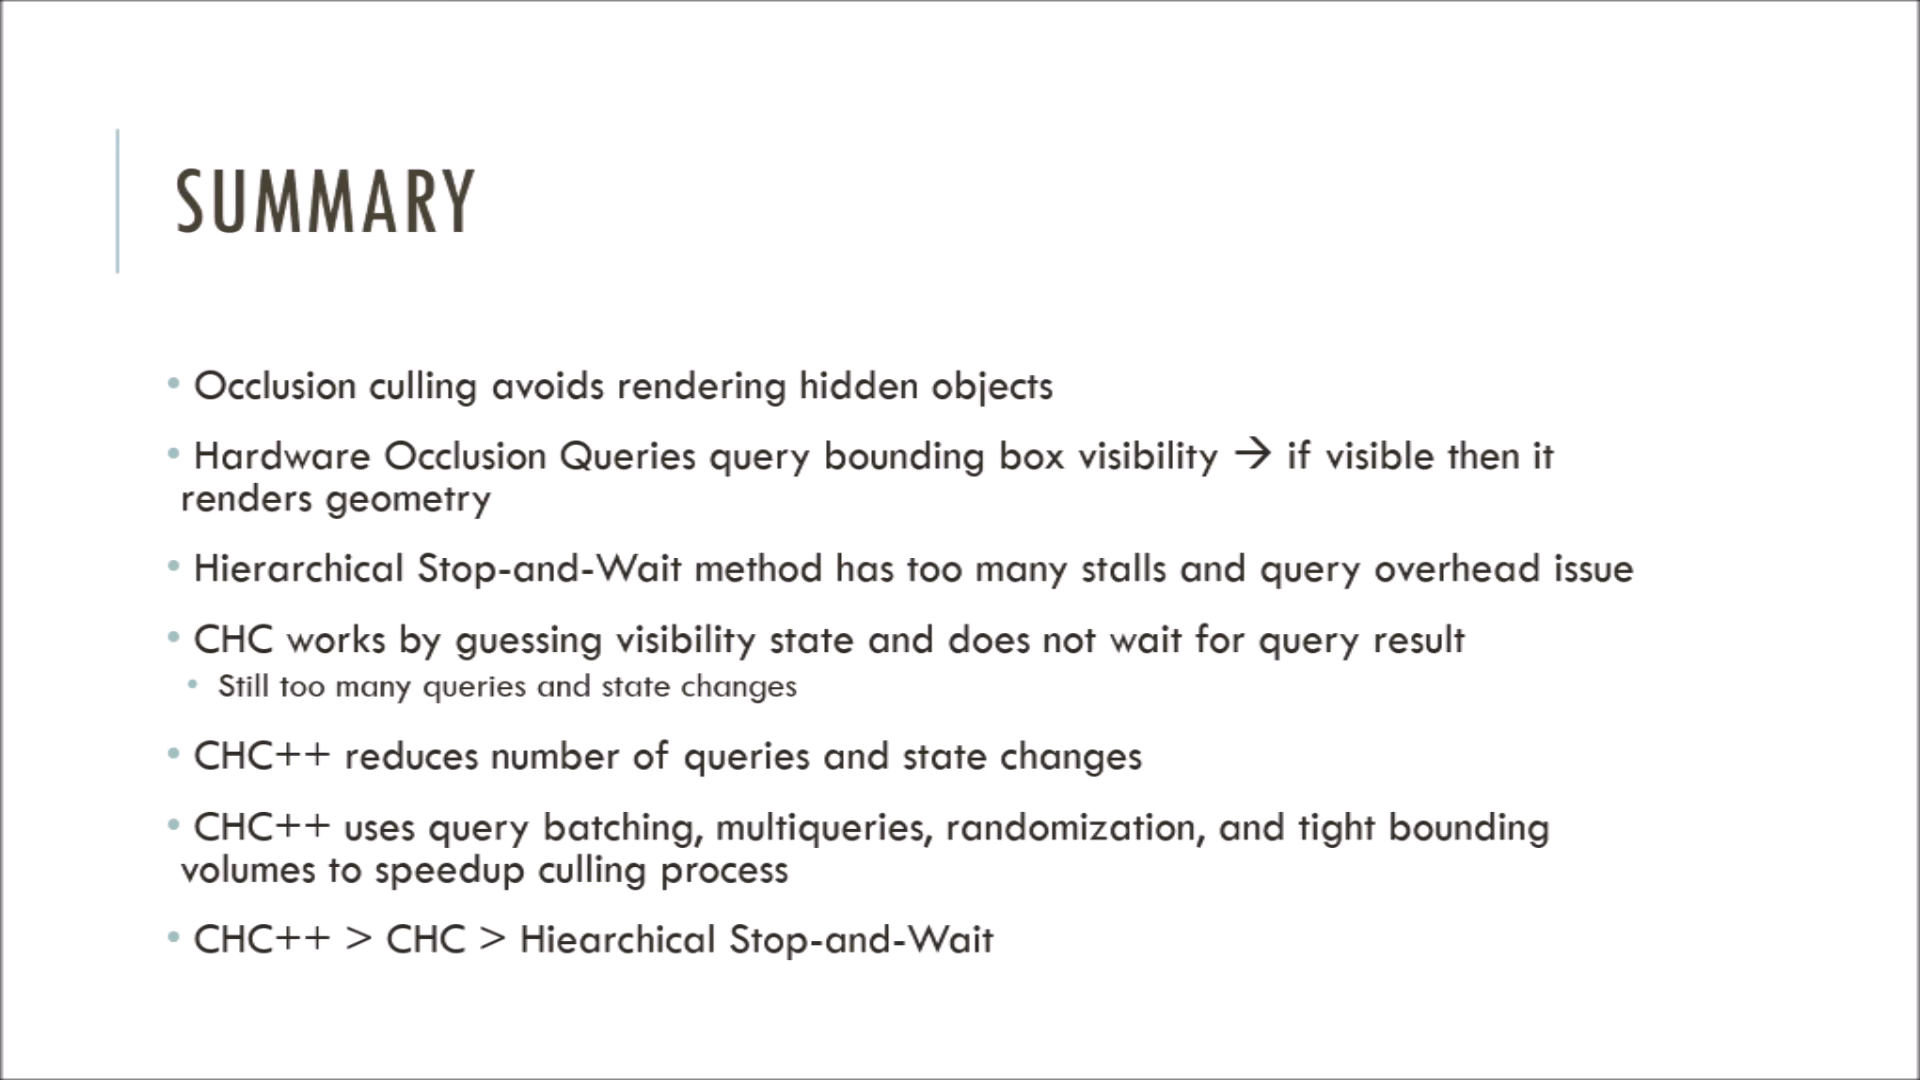 SUMMARY
• Occlusion culling avoids rendering hidden objects
• Hardware Occlusion Queries query bounding box visibility → if visible then it
renders geometry
• Hierarchical Stop-and-Wait method has too many stalls and query overhead issue
• CHC works by guessing visibility state and does not wait for query result
• Still too many queries and state changes
• CHC++ reduces number of queries and state changes
• CHC++ uses query batching, multiqueries, randomization, and tight bounding
volumes to speedup culling process
• CHC++ > CHC > Hiearchical Stop-and-Wait